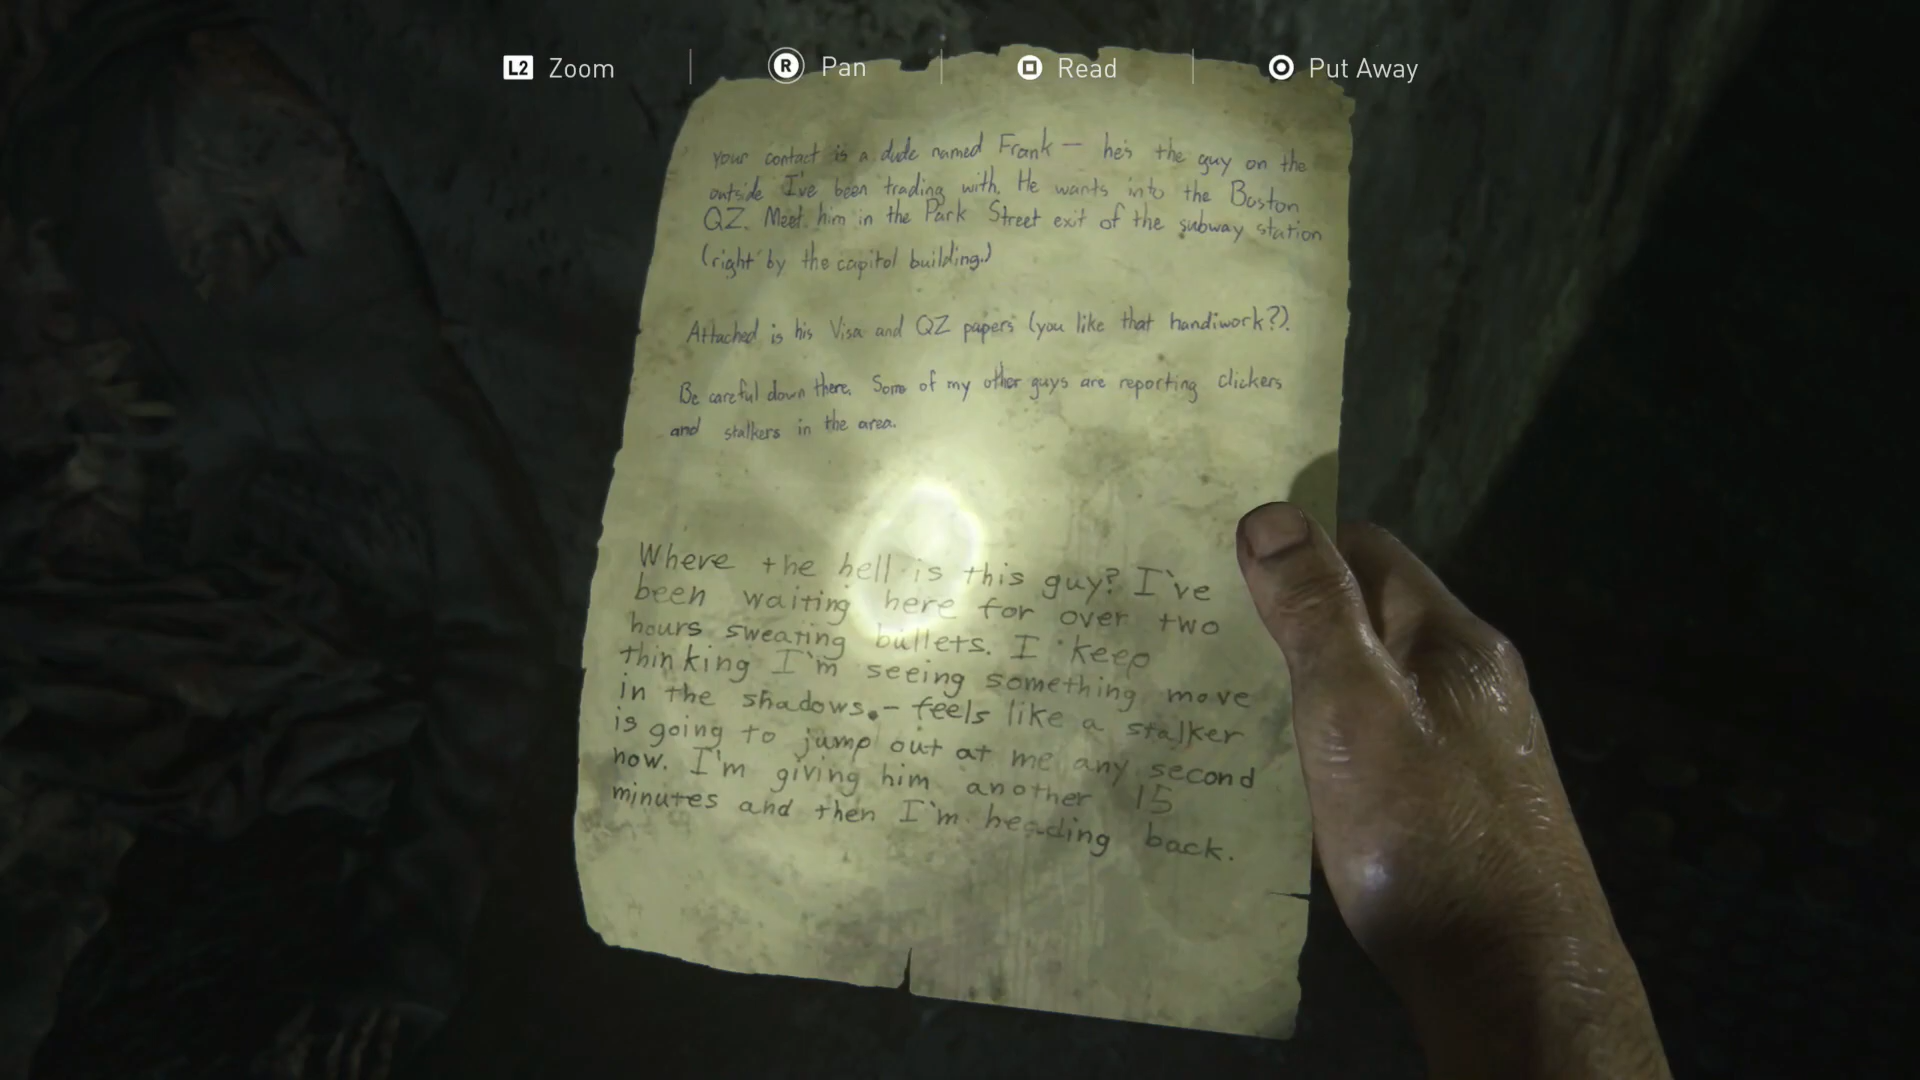 L2 Zoom R Pan Read Put Away
Your contact is a dude named Frank — he's the guy on the
outside I've been trading with. He wants into the Boston
QZ. Meet him in the Park Street exit of the subway station
(right by the capitol building.)
Attached is his Visa and QZ papers (you like that handiwork?).
Be careful down there. Some of my other guys are reporting clickers
and stalkers in the area.
Where the hell is this guy? I've
been waiting here for over two
hours sweating bullets. I keep
thinking I'm seeing something move
in the shadows. - feels like a stalker
is going to jump out at me any second
now. I'm giving him another 15
minutes and then I'm heading back.